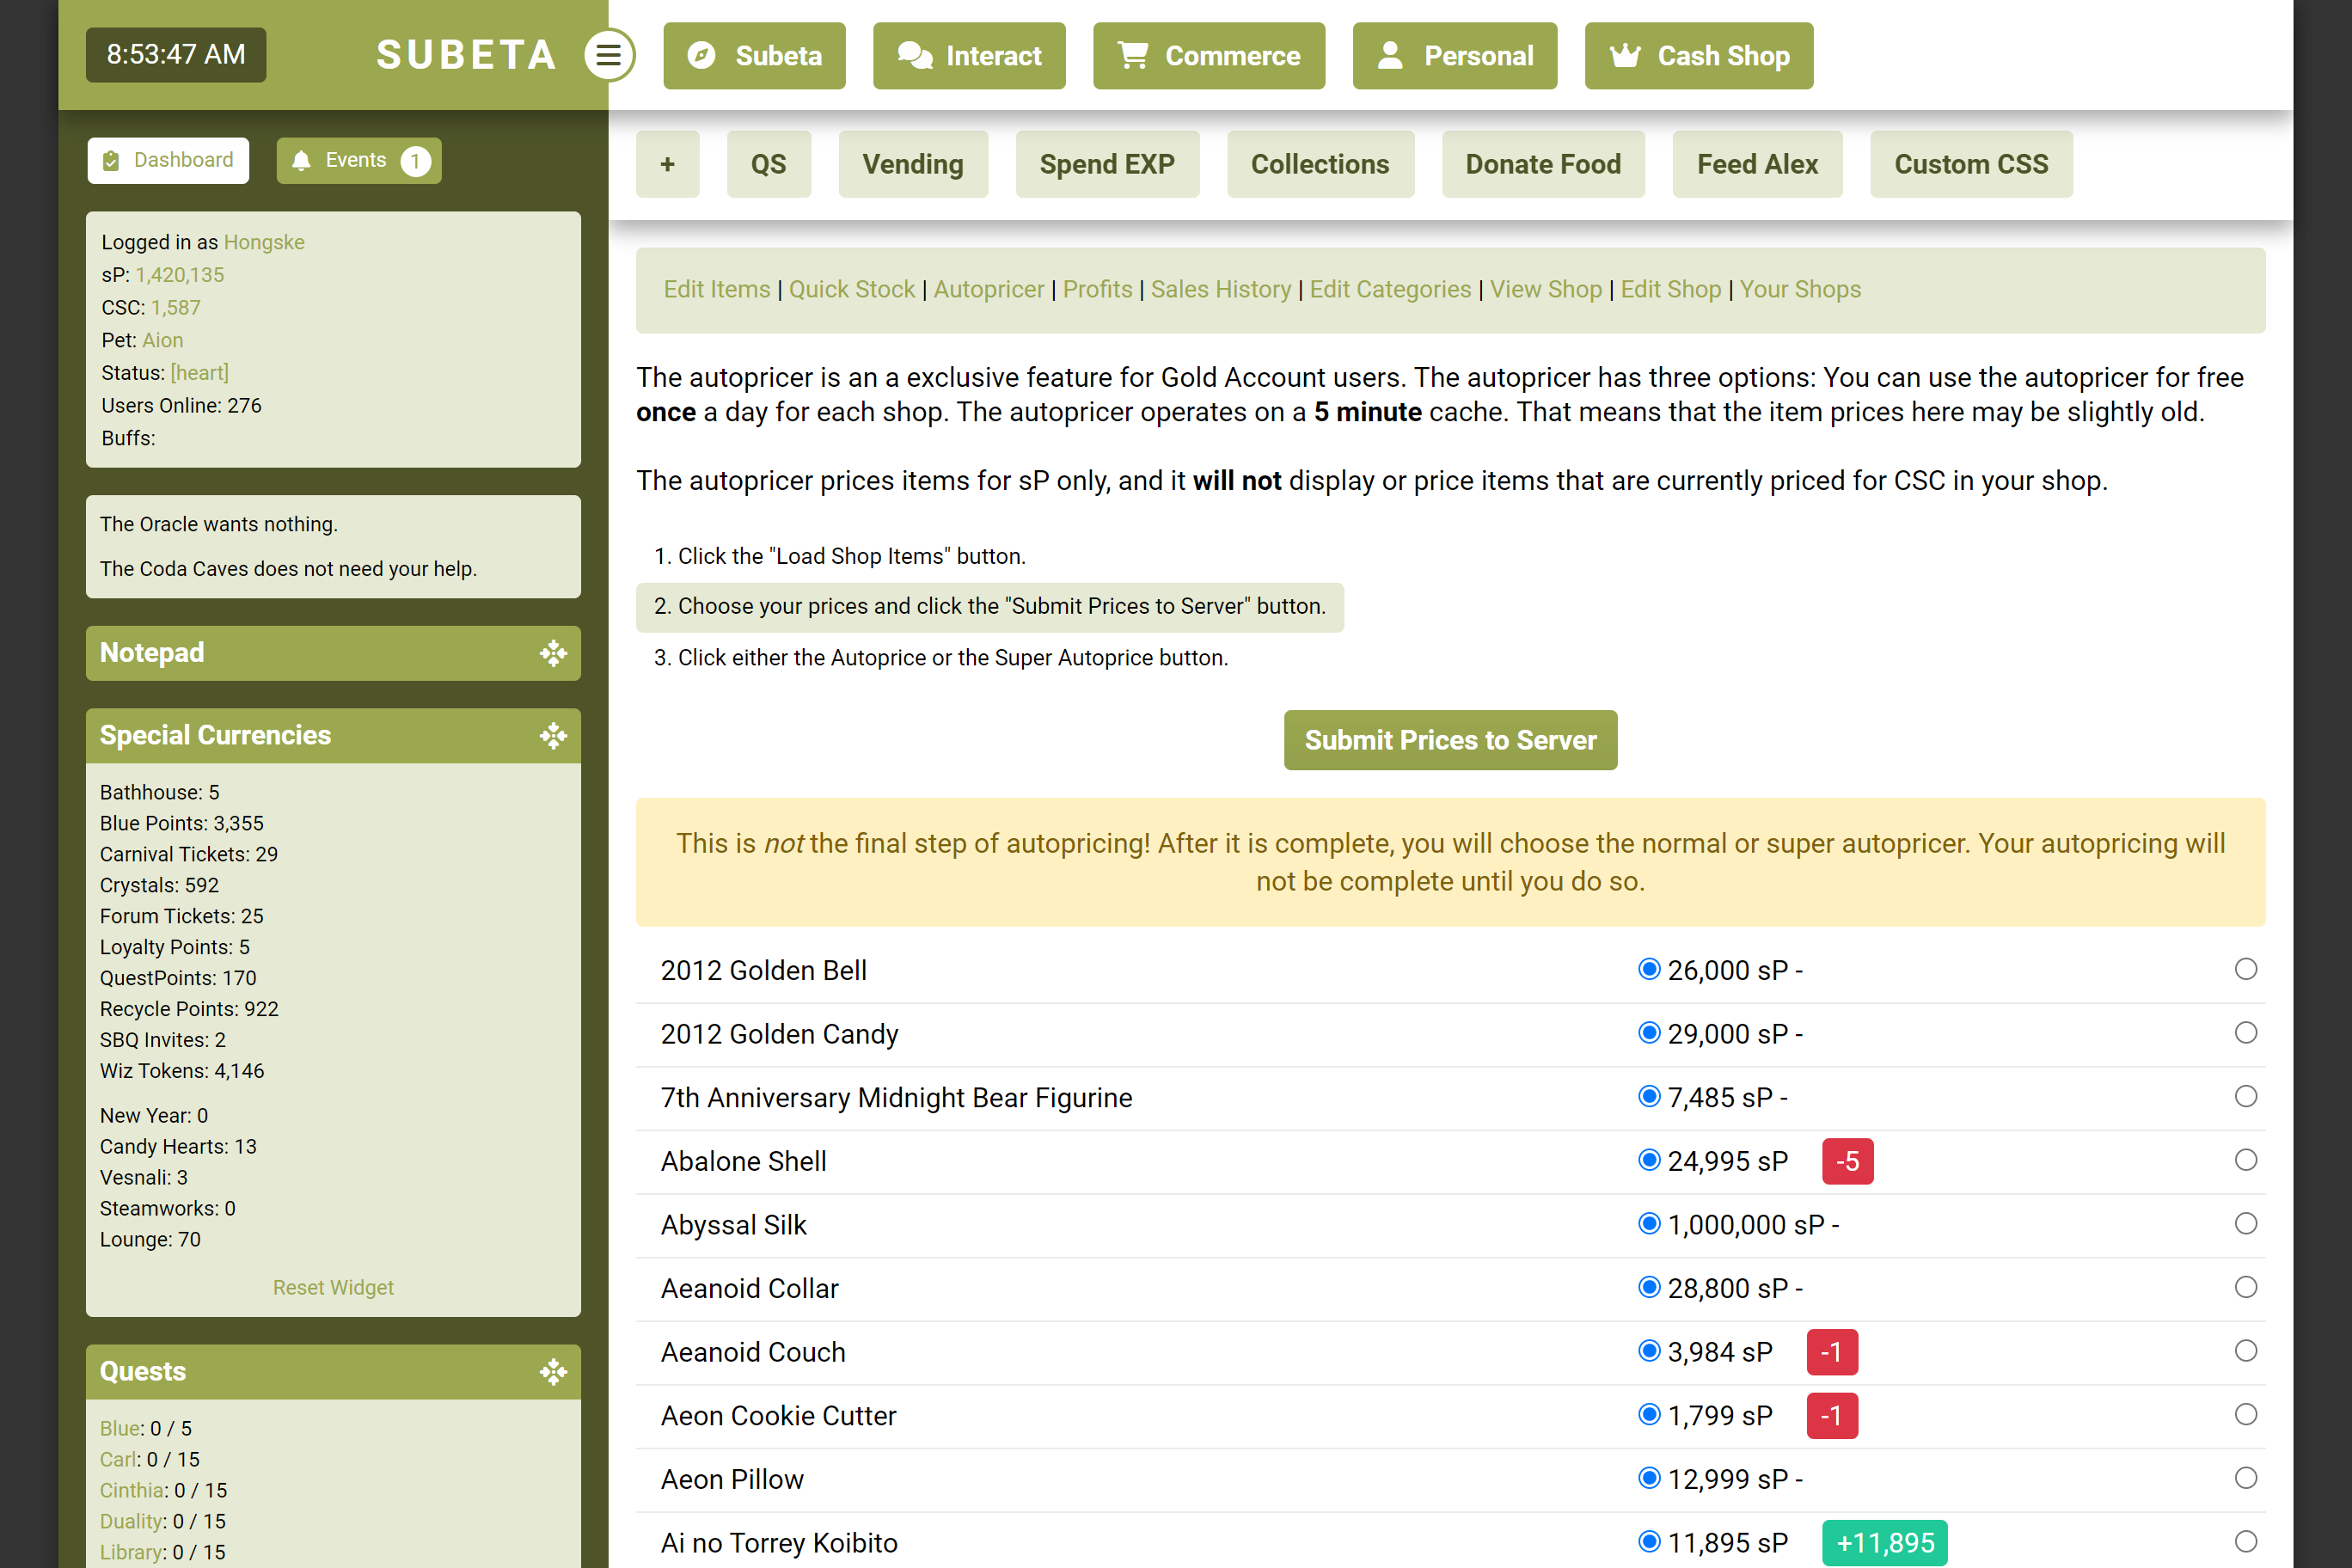 8:53:47 AM
SUBETA
Subeta
Interact
Commerce
Personal
Cash Shop
Dashboard
Events 1
+
QS
Vending
Spend EXP
Collections
Donate Food
Feed Alex
Custom CSS
Logged in as Hongske
sP: 1,420,135
CSC: 1,587
Pet: Aion
Status: [heart]
Users Online: 276
Buffs:
The Oracle wants nothing.
The Coda Caves does not need your help.
Notepad
Special Currencies
Bathhouse: 5
Blue Points: 3,355
Carnival Tickets: 29
Crystals: 592
Forum Tickets: 25
Loyalty Points: 5
QuestPoints: 170
Recycle Points: 922
SBQ Invites: 2
Wiz Tokens: 4,146
New Year: 0
Candy Hearts: 13
Vesnali: 3
Steamworks: 0
Lounge: 70
Reset Widget
Quests
Blue: 0 / 5
Carl: 0 / 15
Cinthia: 0 / 15
Duality: 0 / 15
Library: 0 / 15
Edit Items | Quick Stock | Autopricer | Profits | Sales History | Edit Categories | View Shop | Edit Shop | Your Shops
The autopricer is an a exclusive feature for Gold Account users. The autopricer has three options: You can use the autopricer for free
once a day for each shop. The autopricer operates on a 5 minute cache. That means that the item prices here may be slightly old.
The autopricer prices items for sP only, and it will not display or price items that are currently priced for CSC in your shop.
1. Click the "Load Shop Items" button.
2. Choose your prices and click the "Submit Prices to Server" button.
3. Click either the Autoprice or the Super Autoprice button.
Submit Prices to Server
This is not the final step of autopricing! After it is complete, you will choose the normal or super autopricer. Your autopricing will
not be complete until you do so.
2012 Golden Bell 26,000 sP -
2012 Golden Candy 29,000 sP -
7th Anniversary Midnight Bear Figurine 7,485 sP -
Abalone Shell 24,995 sP -5
Abyssal Silk 1,000,000 sP -
Aeanoid Collar 28,800 sP -
Aeanoid Couch 3,984 sP -1
Aeon Cookie Cutter 1,799 sP -1
Aeon Pillow 12,999 sP -
Ai no Torrey Koibito 11,895 sP +11,895